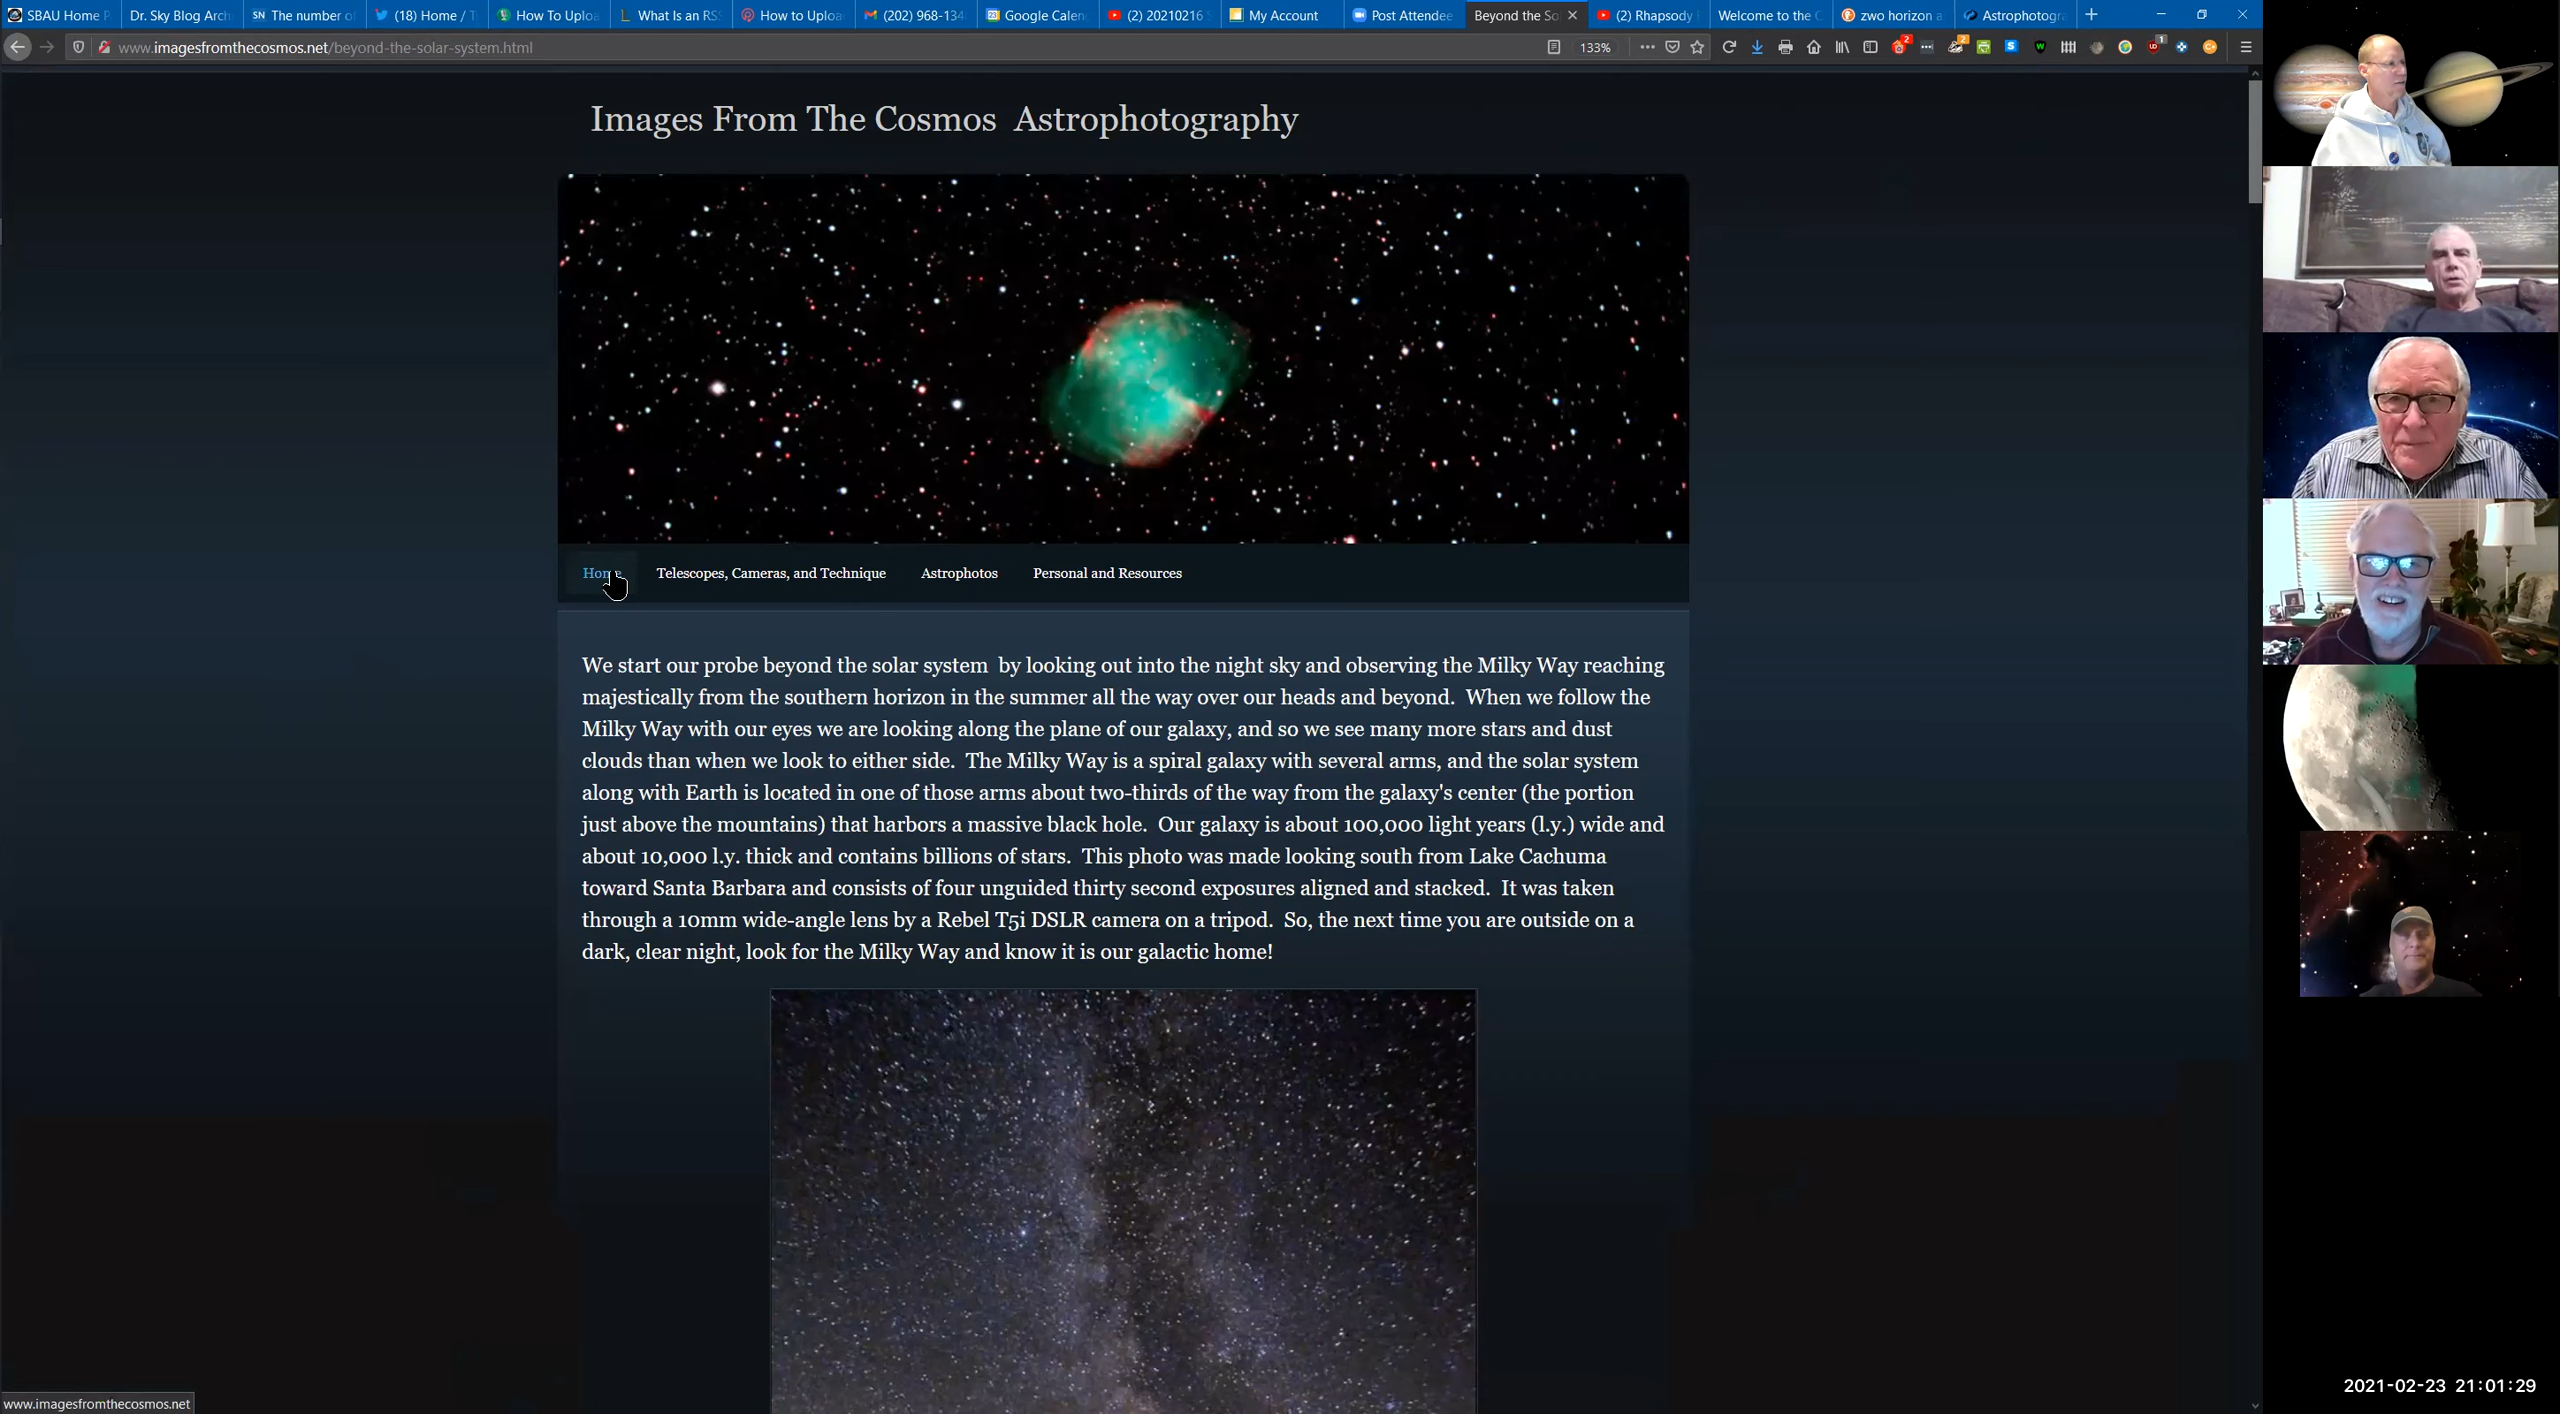 SBAU Home P
Dr. Sky Blog Arch
SN The number of
(18) Home / T
How To Uploa
What Is an RSS
How to Uploa
(202) 968-134
Google Calen
(2) 20210216
My Account
Post Attendee
Beyond the So
(2) Rhapsody
Welcome to the C
zwo horizon a
Astrophotogra
www.imagesfromthecosmos.net/beyond-the-solar-system.html
133%
Images From The Cosmos Astrophotography
Home Telescopes, Cameras, and Technique Astrophotos Personal and Resources
We start our probe beyond the solar system by looking out into the night sky and observing the Milky Way reaching
majestically from the southern horizon in the summer all the way over our heads and beyond. When we follow the
Milky Way with our eyes we are looking along the plane of our galaxy, and so we see many more stars and dust
clouds than when we look to either side. The Milky Way is a spiral galaxy with several arms, and the solar system
along with Earth is located in one of those arms about two-thirds of the way from the galaxy's center (the portion
just above the mountains) that harbors a massive black hole. Our galaxy is about 100,000 light years (l.y.) wide and
about 10,000 l.y. thick and contains billions of stars. This photo was made looking south from Lake Cachuma
toward Santa Barbara and consists of four unguided thirty second exposures aligned and stacked. It was taken
through a 10mm wide-angle lens by a Rebel T5i DSLR camera on a tripod. So, the next time you are outside on a
dark, clear night, look for the Milky Way and know it is our galactic home!
www.imagesfromthecosmos.net
2021-02-23 21:01:29